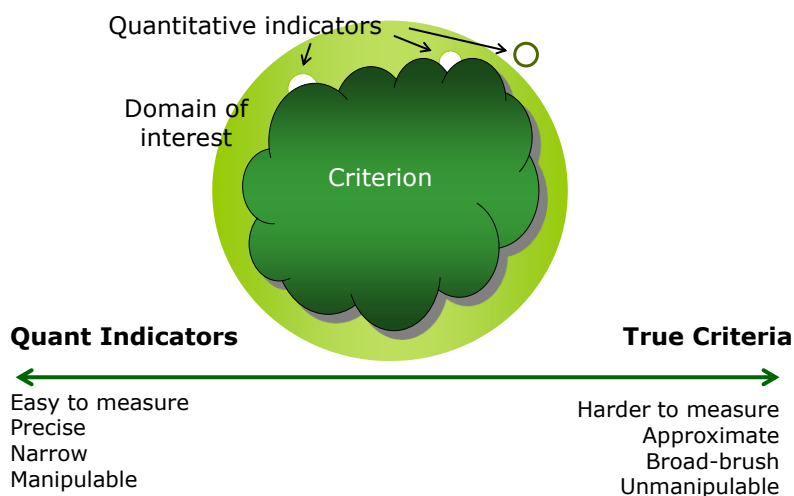 Quantitative indicators
Domain of
interest
Criterion
Quant Indicators
True Criteria
Easy to measure
Precise
Narrow
Manipulable
Harder to measure
Approximate
Broad-brush
Unmanipulable